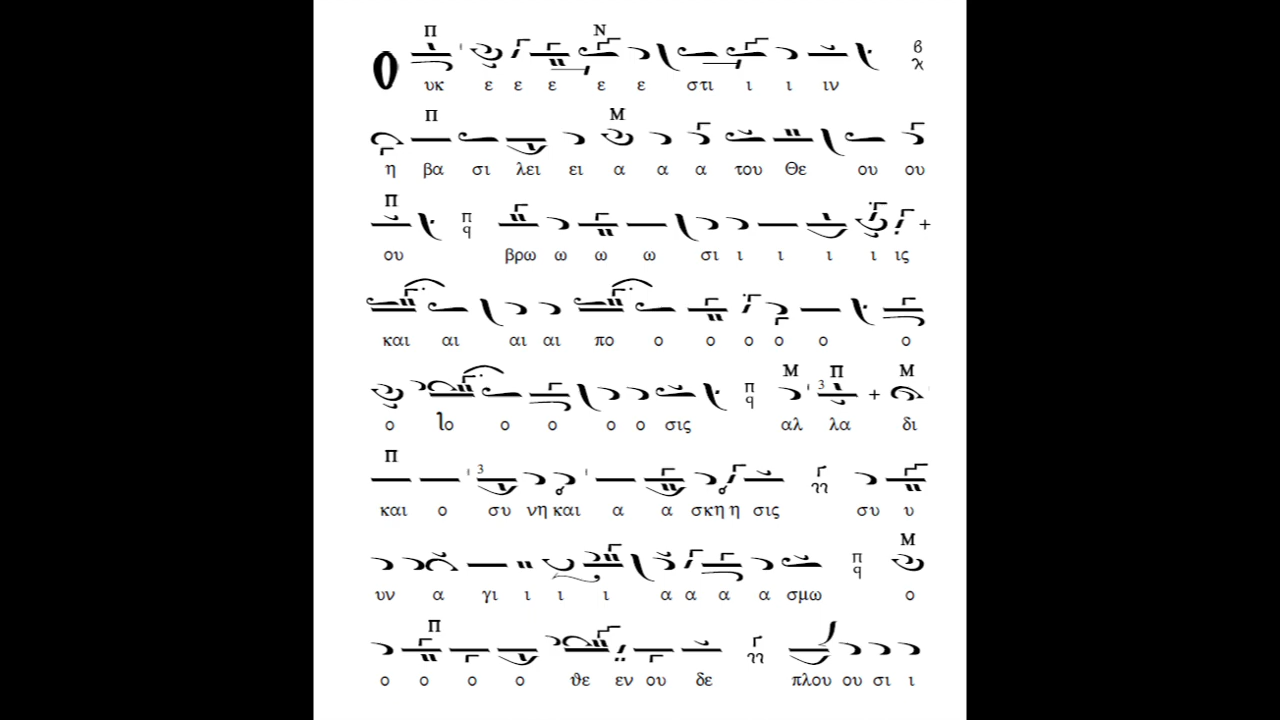 Π Ν
Ο υκ ε ε ε ε ε στι ι ι ιν
Π Μ
η βα σι λει ει α α α του Θε ου ου
Π
ου βρω ω ω ω σι ι ι ι ι ις
και αι αι αι πο ο ο ο ο ο ο
Μ Π Μ
ο ο ο ο ο ο σις αλ λα δι
Π
και ο συ νη και α α σκη η σις συ υ
Μ
υν α γι ι ι ι α α α α σμω ο
Π
ο ο ο ο θε εν ου δε πλου ου σι ι